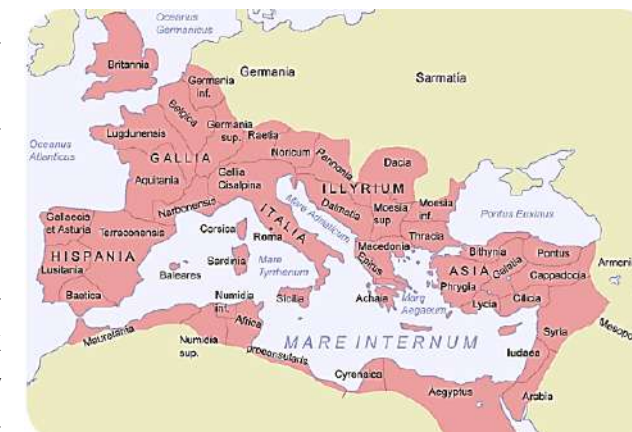 Oceanus
Germanicus
Britannia
Germania
inf.
Germania
Sarmatia
Belgica
Oceanus
Atlanticus
Lugdunensis
Germania
sup.
Raetia
GALLIA
Noricum
Pannonia
Dacia
Aquitania
Gallia
Cisalpina
ILLYRIUM
Dalmatia
Moesia
sup.
Moesia
inf.
Pontus Euxinus
Narbonensis
Mare Adriaticum
ITALIA
Gallaecia
et Asturia
Terraconensis
Corsica
Roma
Macedonia
Thracia
Bithynia
Pontus
HISPANIA
Lusitania
Sardinia
Mare
Tyrrhenum
Epirus
ASIA
Galatia
Cappadocia
Armeni
Phrygia
Baleares
Baetica
Numidia
inf.
Sicilia
Achaia
Mare
Aegaeum
Lycia
Cilicia
Mauretania
Numidia
sup.
Africa
proconsularis
MARE INTERNUM
Syria
Mesopo
Iudaea
Cyrenaica
Aegyptus
Arabia